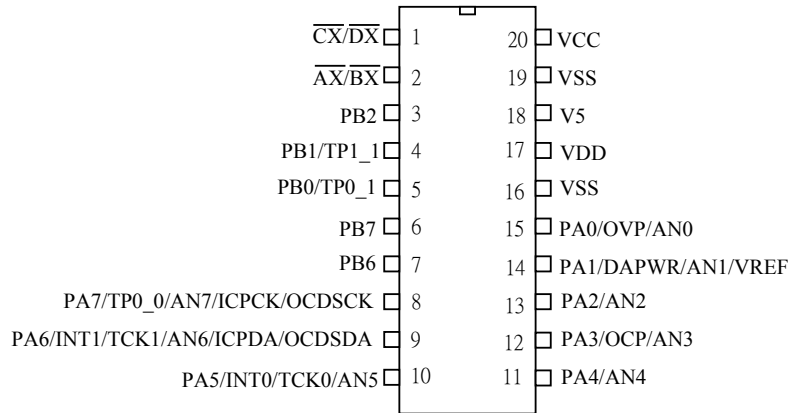 CX/DX 1 20 VCC
AX/BX 2 19 VSS
PB2 3 18 V5
PB1/TP1_1 4 17 VDD
PB0/TP0_1 5 16 VSS
PB7 6 15 PA0/OVP/AN0
PB6 7 14 PA1/DAPWR/AN1/VREF
PA7/TP0_0/AN7/ICPCK/OCDSCK 8 13 PA2/AN2
PA6/INT1/TCK1/AN6/ICPDA/OCDSDA 9 12 PA3/OCP/AN3
PA5/INT0/TCK0/AN5 10 11 PA4/AN4